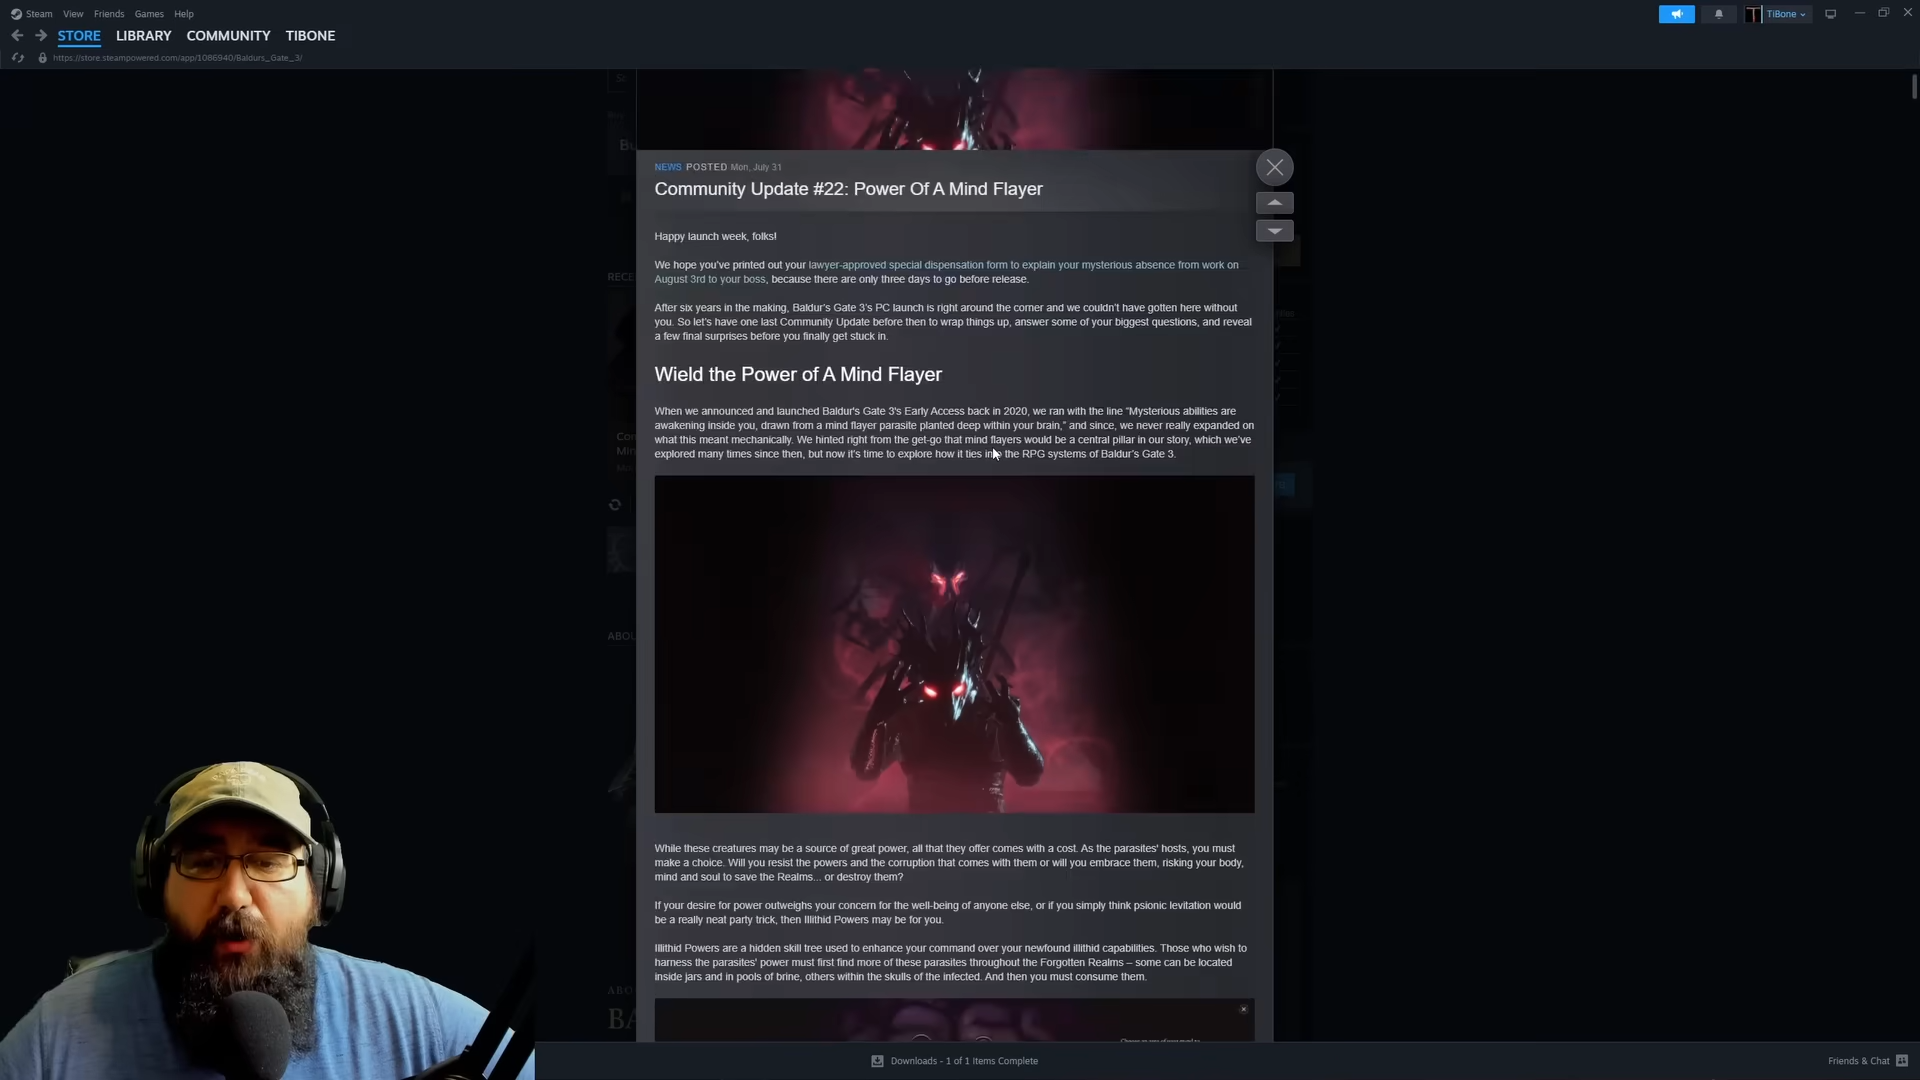 Steam View Friends Games Help
TiBone
STORE LIBRARY COMMUNITY TIBONE
https://store.steampowered.com/app/1086940/Baldurs_Gate_3/
NEWS POSTED Mon, July 31
Community Update #22: Power Of A Mind Flayer
Happy launch week, folks!
We hope you've printed out your lawyer-approved special dispensation form to explain your mysterious absence from work on
August 3rd to your boss, because there are only three days to go before release.
After six years in the making, Baldur's Gate 3's PC launch is right around the corner and we couldn't have gotten here without
you. So let's have one last Community Update before then to wrap things up, answer some of your biggest questions, and reveal
a few final surprises before you finally get stuck in.
Wield the Power of A Mind Flayer
When we announced and launched Baldur's Gate 3's Early Access back in 2020, we ran with the line "Mysterious abilities are
awakening inside you, drawn from a mind flayer parasite planted deep within your brain," and since, we never really expanded on
what this meant mechanically. We hinted right from the get-go that mind flayers would be a central pillar in our story, which we've
explored many times since then, but now it's time to explore how it ties into the RPG systems of Baldur's Gate 3.
While these creatures may be a source of great power, all that they offer comes with a cost. As the parasites' hosts, you must
make a choice. Will you resist the powers and the corruption that comes with them or will you embrace them, risking your body,
mind and soul to save the Realms... or destroy them?
If your desire for power outweighs your concern for the well-being of anyone else, or if you simply think psionic levitation would
be a really neat party trick, then Illithid Powers may be for you.
Illithid Powers are a hidden skill tree used to enhance your command over your newfound illithid capabilities. Those who wish to
harness the parasites' power must first find more of these parasites throughout the Forgotten Realms – some can be located
inside jars and in pools of brine, others within the skulls of the infected. And then you must consume them.
Downloads - 1 of 1 Items Complete
Friends & Chat